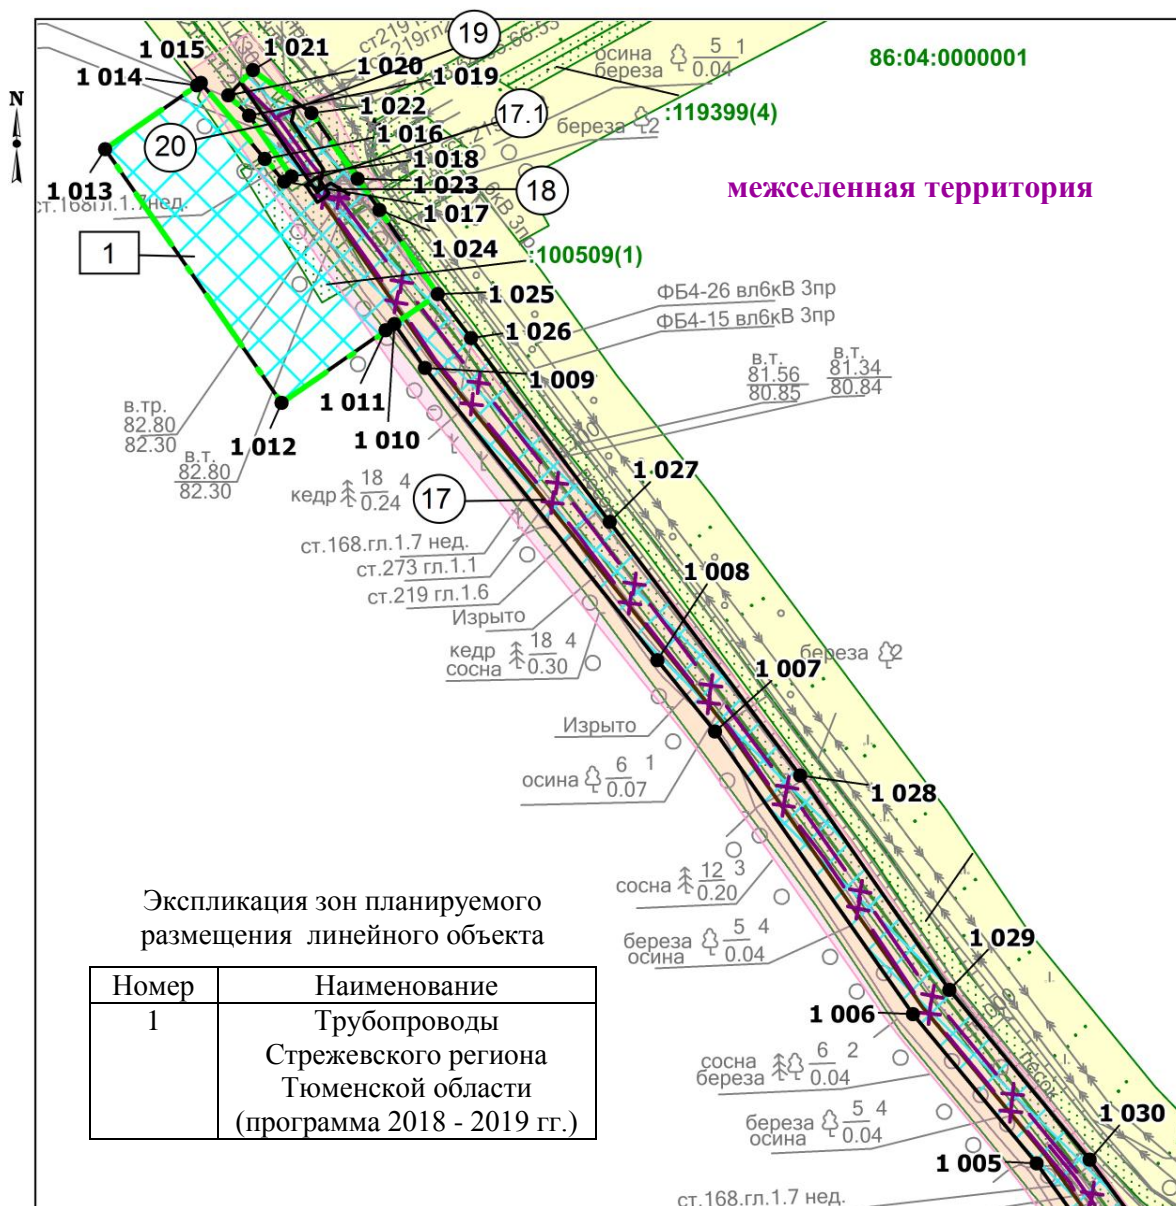 86:04:0000001
:119399(4)
межселенная территория
:100509(1)
N
1 015
1 021
19
1 014
1 020
1 019
1 022
17.1
20
1 016
1 018
1 013
1 023
18
1 017
1 024
1
1 025
1 026
1 009
1 011
1 012
1 010
1 027
17
1 008
1 007
1 028
1 029
1 006
1 030
1 005
осина
береза
5 1
0.04
береза 2
ст.168гл.1.7нед.
ФБ4-26 вл6кВ 3пр
ФБ4-15 вл6кВ 3пр
в.т.
81.56
80.85
в.т.
81.34
80.84
в.тр.
82.80
82.30
в.т.
82.80
82.30
кедр 18 4
0.24
ст.168.гл.1.7 нед.
ст.273 гл.1.1
ст.219 гл.1.6
Изрыто
кедр
сосна
18 4
0.30
береза 2
Изрыто
осина 6 1
0.07
сосна 12 3
0.20
береза
осина
5 4
0.04
сосна
береза
6 2
0.04
береза
осина
5 4
0.04
песок
ст.168.гл.1.7 нед.
Экспликация зон планируемого
размещения линейного объекта
Номер Наименование
1 Трубопроводы
Стрежевского региона
Тюменской области
(программа 2018 - 2019 гг.)